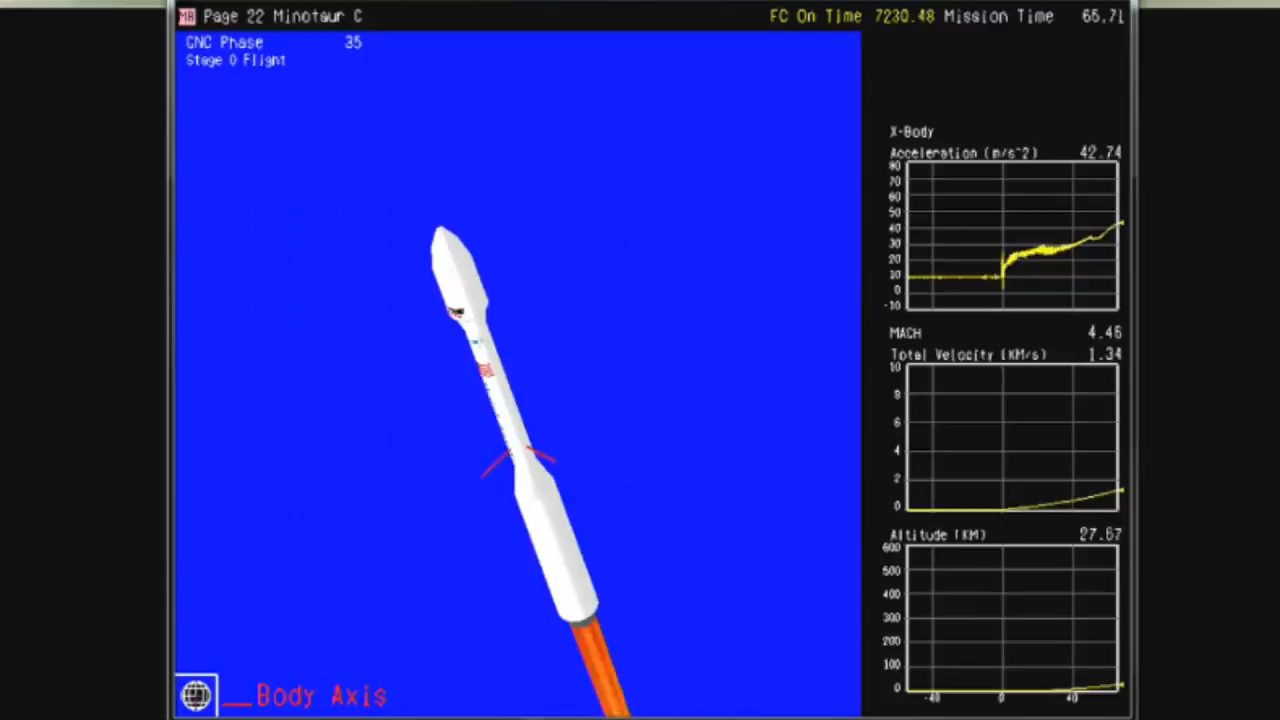 MB Page 22 Minotaur C FC On Time 7230.48 Mission Time 65.71
GNC Phase 35
Stage 0 Flight
X-Body
Acceleration (m/s^2) 42.74
80
70
60
50
40
30
20
10
0
-10
MACH 4.46
Total Velocity (KM/s) 1.34
10
8
6
4
2
0
Altitude (KM) 27.67
600
500
400
300
200
100
0
-40 0 40
Body Axis